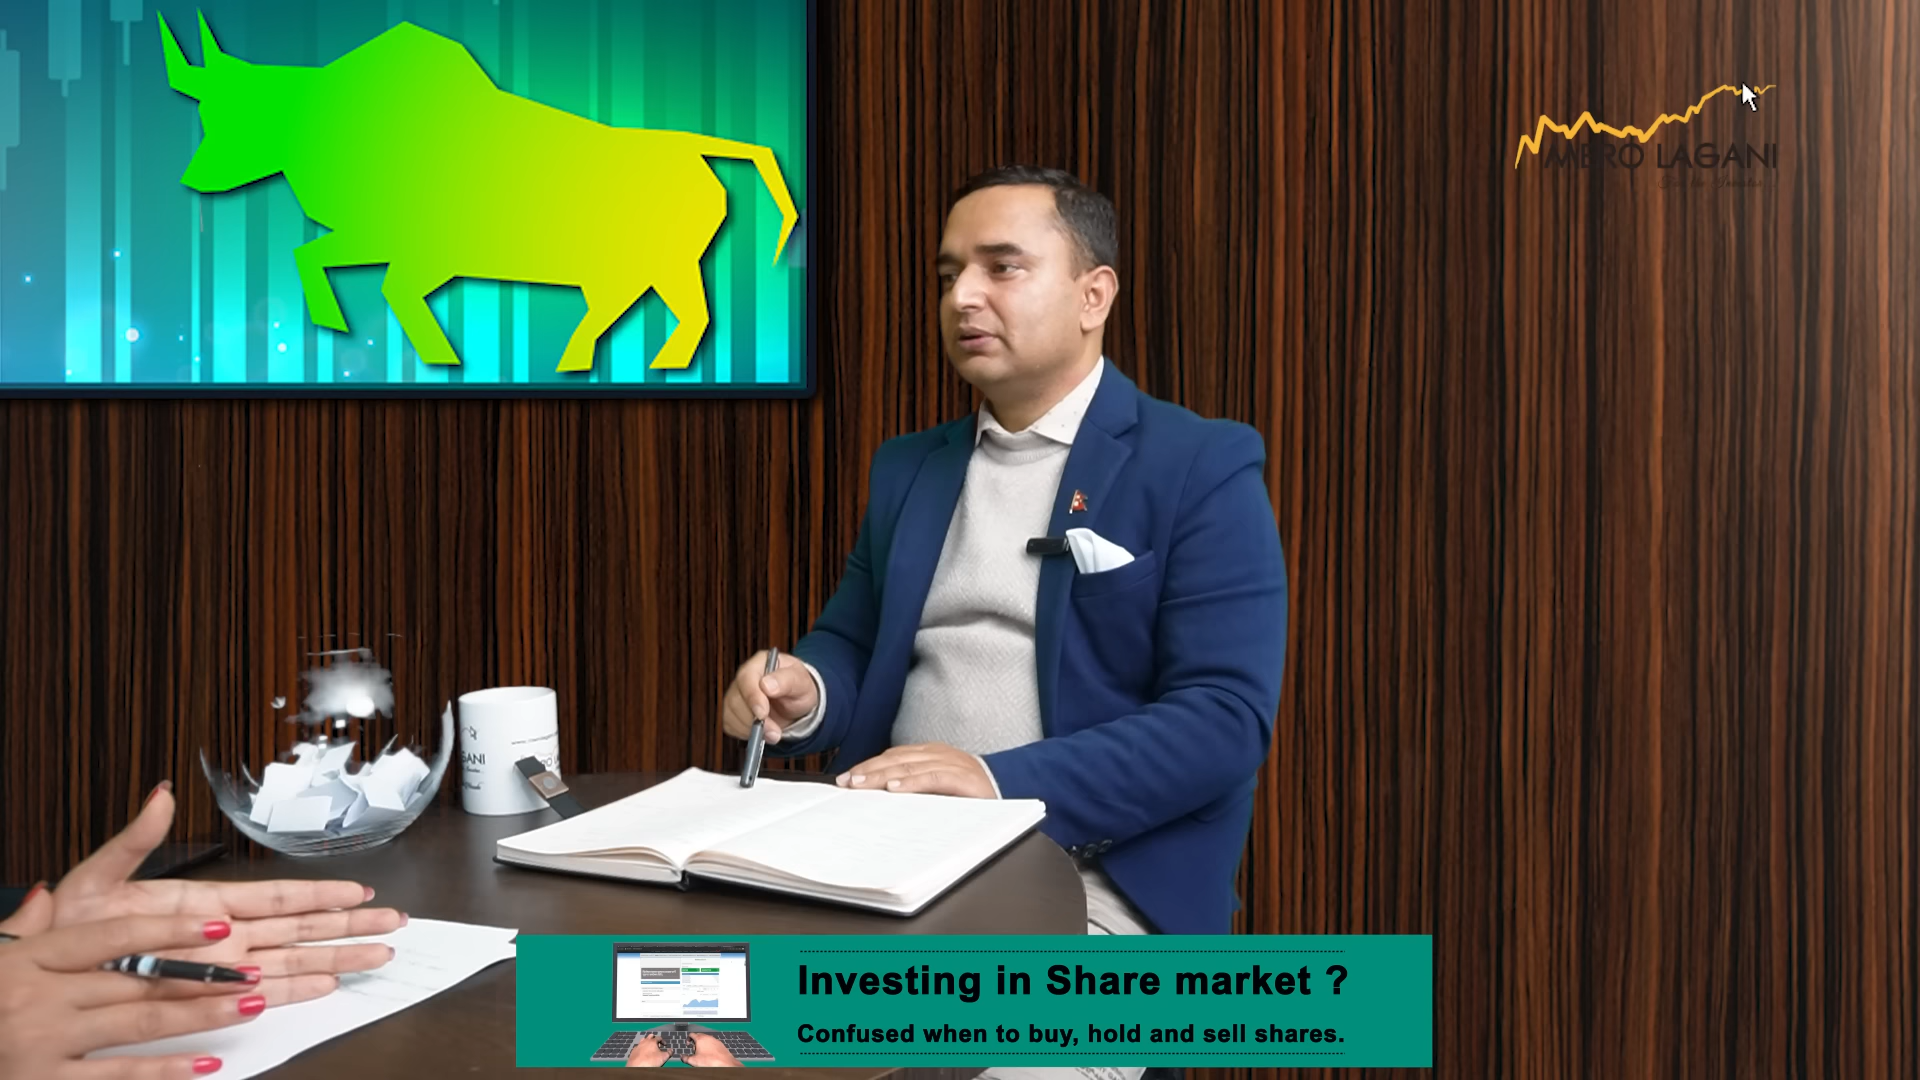 MERO LAGANI
Investing in Share market ?
Confused when to buy, hold and sell shares.